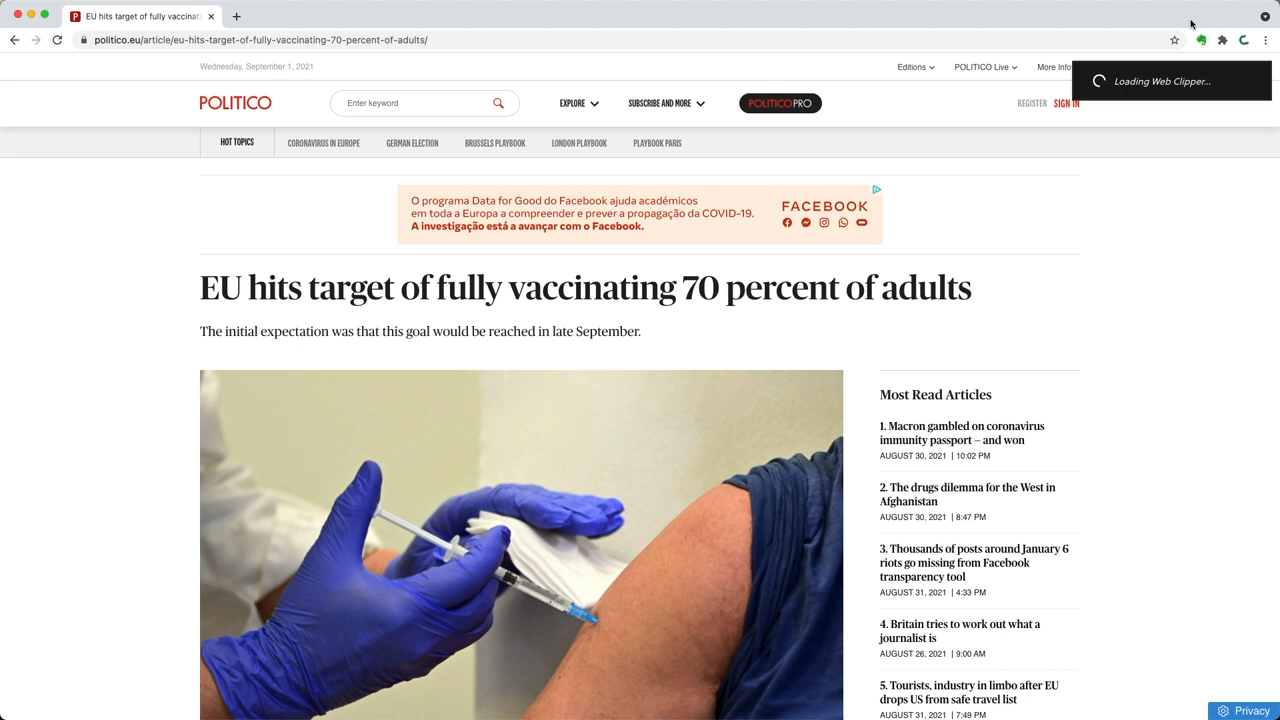 EU hits target of fully vaccinat
politico.eu/article/eu-hits-target-of-fully-vaccinating-70-percent-of-adults/
Wednesday, September 1, 2021
Editions
POLITICO Live
More Info
Loading Web Clipper...
POLITICO
Enter keyword
EXPLORE
SUBSCRIBE AND MORE
POLITICO PRO
REGISTER
SIGN IN
HOT TOPICS
CORONAVIRUS IN EUROPE
GERMAN ELECTION
BRUSSELS PLAYBOOK
LONDON PLAYBOOK
PLAYBOOK PARIS
O programa Data for Good do Facebook ajuda académicos
em toda a Europa a compreender e prever a propagação da COVID-19.
A investigação está a avançar com o Facebook.
FACEBOOK
EU hits target of fully vaccinating 70 percent of adults
The initial expectation was that this goal would be reached in late September.
Most Read Articles
1. Macron gambled on coronavirus
immunity passport – and won
AUGUST 30, 2021 | 10:02 PM
2. The drugs dilemma for the West in
Afghanistan
AUGUST 30, 2021 | 8:47 PM
3. Thousands of posts around January 6
riots go missing from Facebook
transparency tool
AUGUST 31, 2021 | 4:33 PM
4. Britain tries to work out what a
journalist is
AUGUST 26, 2021 | 9:00 AM
5. Tourists, industry in limbo after EU
drops US from safe travel list
AUGUST 31, 2021 | 7:49 PM
Privacy